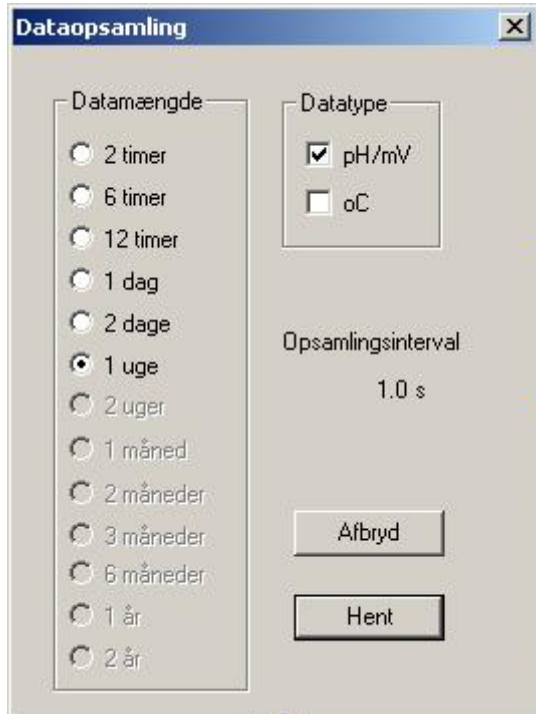 Dataopsamling
Datamængde
2 timer
6 timer
12 timer
1 dag
2 dage
1 uge
2 uger
1 måned
2 måneder
3 måneder
6 måneder
1 år
2 år
Datatype
pH/mV
oC
Opsamlingsinterval
1.0 s
Afbryd
Hent